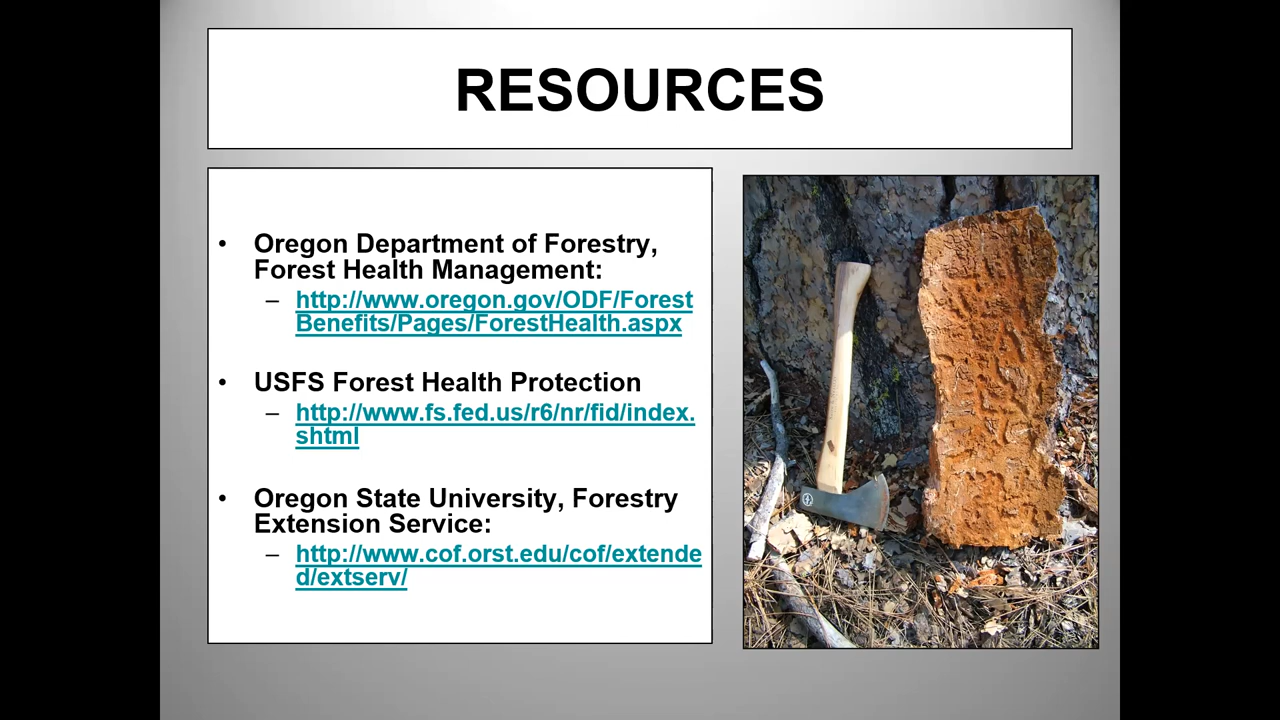 RESOURCES
• Oregon Department of Forestry,
Forest Health Management:
– http://www.oregon.gov/ODF/Forest
Benefits/Pages/ForestHealth.aspx
• USFS Forest Health Protection
– http://www.fs.fed.us/r6/nr/fid/index.
shtml
• Oregon State University, Forestry
Extension Service:
– http://www.cof.orst.edu/cof/extende
d/extserv/